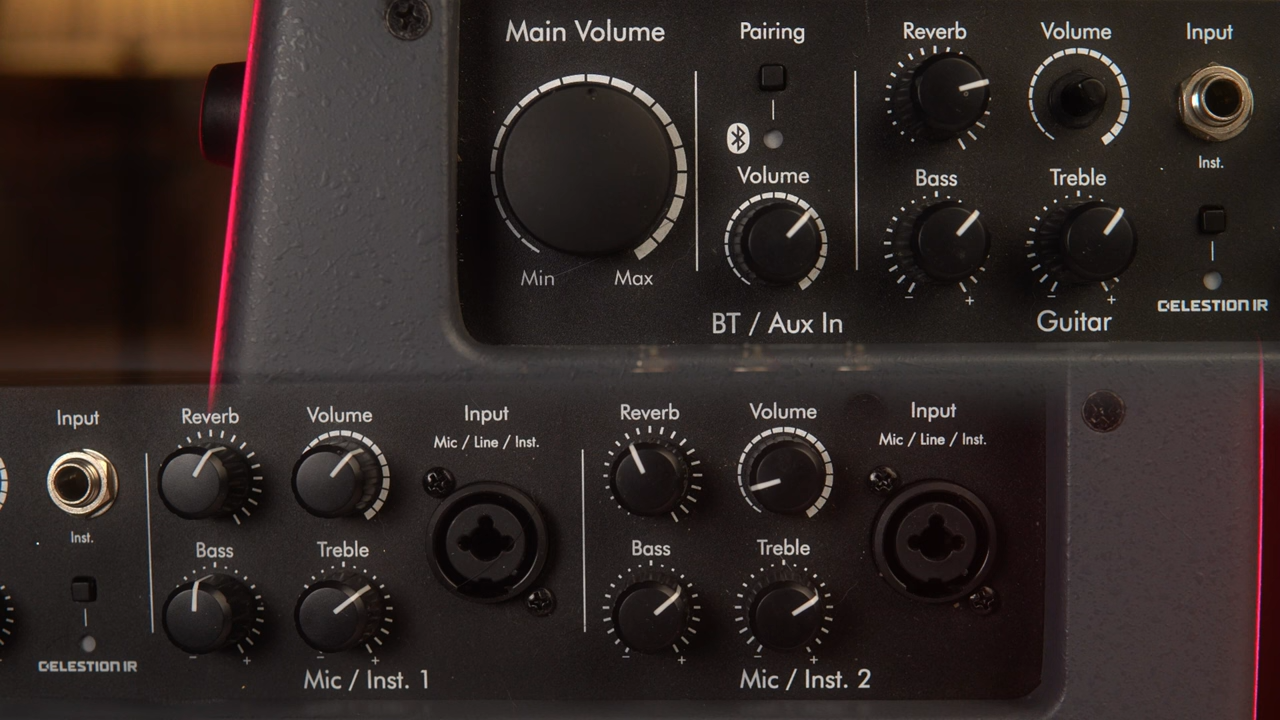 Main Volume
Min Max
Pairing
Volume
BT / Aux In
Reverb Volume
Bass Treble
- + - +
Guitar
Input
Inst.
CELESTION IR
Input
Inst.
CELESTION IR
Reverb Volume
Bass Treble
- + - +
Input
Mic / Line / Inst.
Mic / Inst. 1
Reverb Volume
Bass Treble
- + - +
Input
Mic / Line / Inst.
Mic / Inst. 2